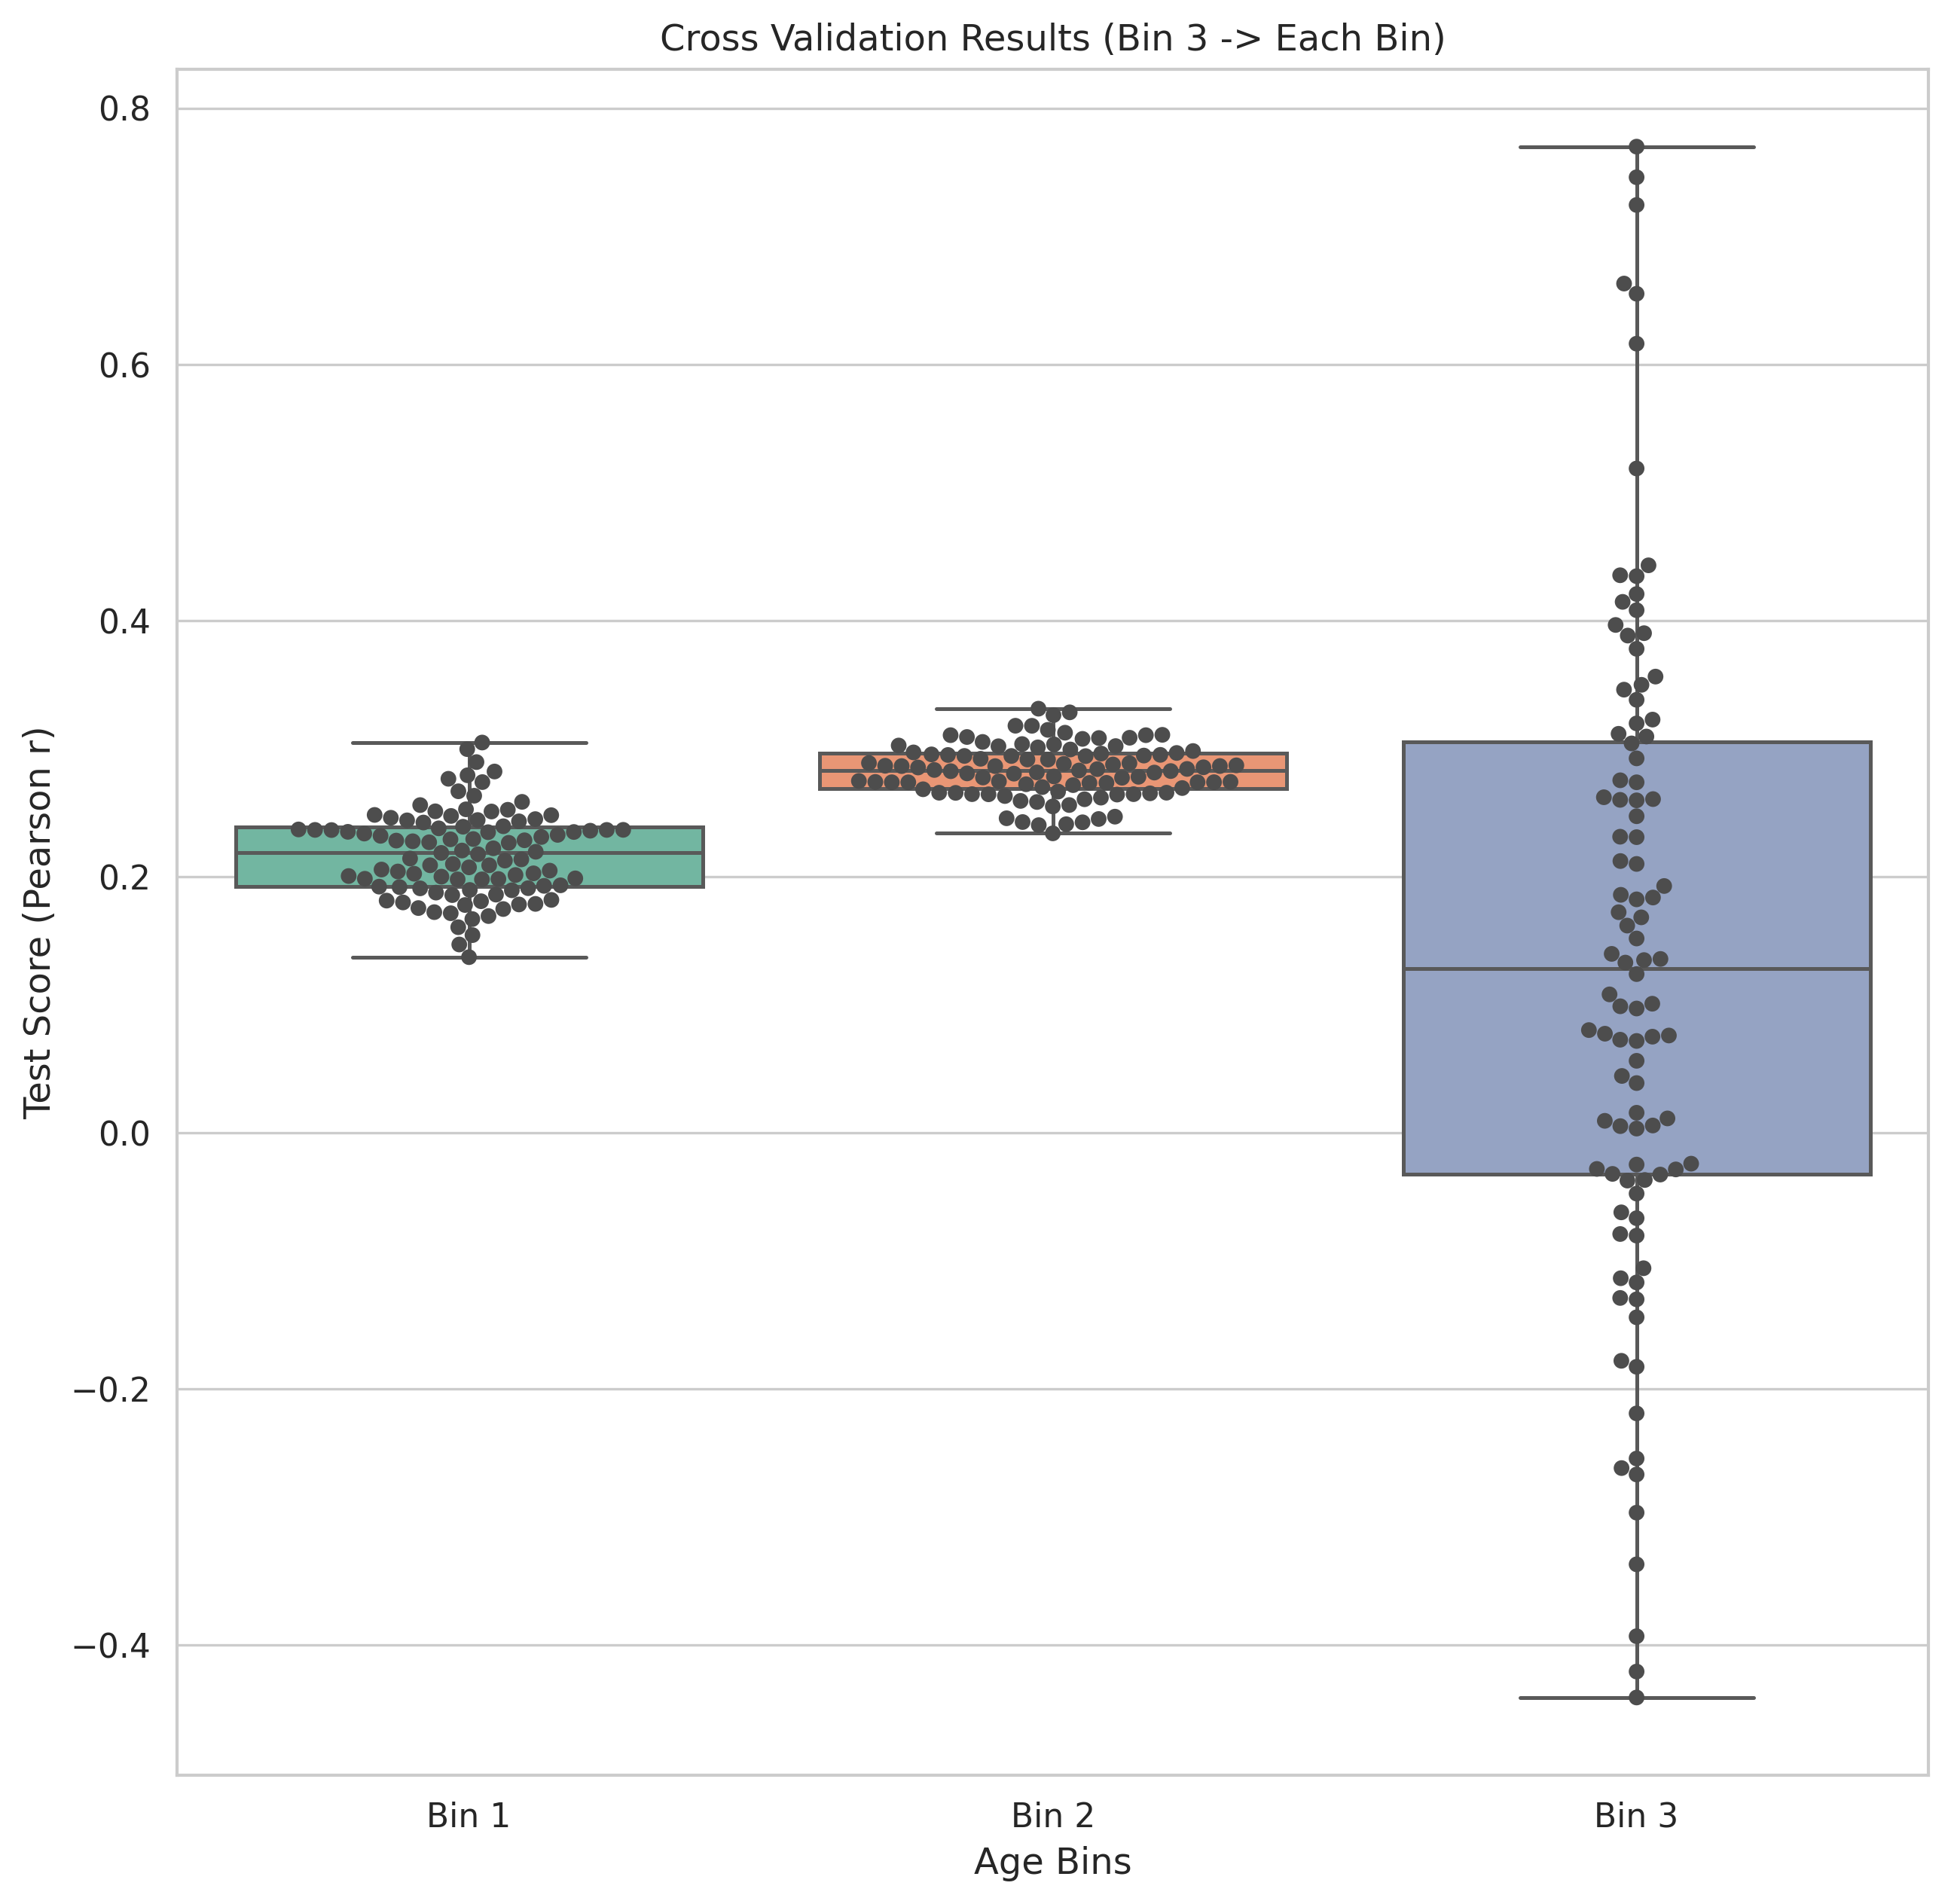 Cross Validation Results (Bin 3 -> Each Bin)
Test Score (Pearson r)
0.8
0.6
0.4
0.2
0.0
−0.2
−0.4
Bin 1
Bin 2
Bin 3
Age Bins